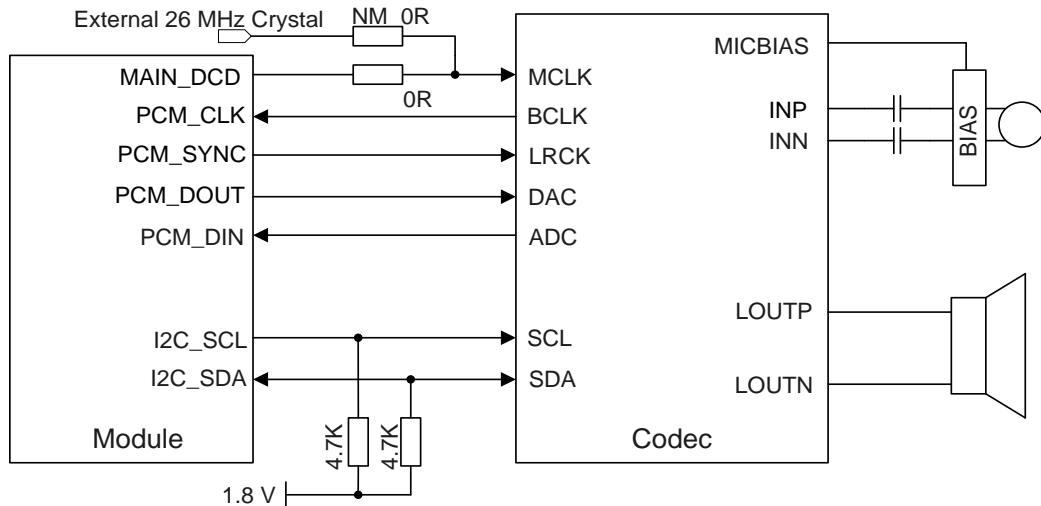 External 26 MHz Crystal
NM_0R
MAIN_DCD
0R
MCLK
MICBIAS
PCM_CLK
BCLK
INP
PCM_SYNC
LRCK
INN
BIAS
PCM_DOUT
DAC
PCM_DIN
ADC
LOUTP
I2C_SCL
SCL
I2C_SDA
SDA
LOUTN
Module
4.7K
4.7K
Codec
1.8 V